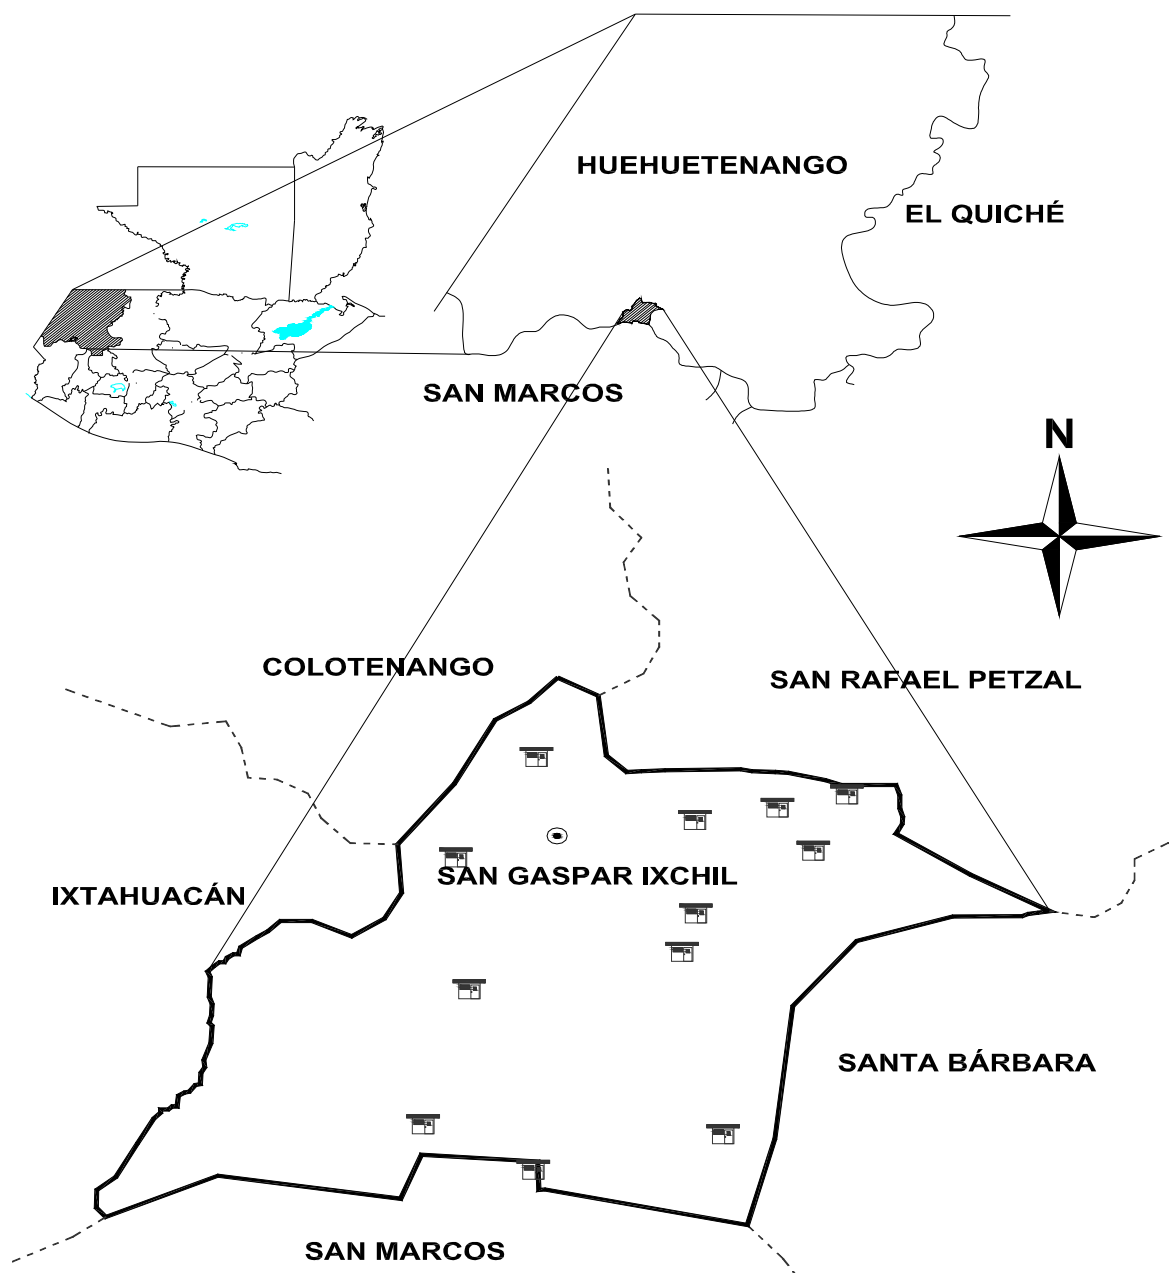 HUEHUETENANGO
EL QUICHÉ
SAN MARCOS
N
COLOTENANGO
SAN RAFAEL PETZAL
IXTAHUACÁN
SAN GASPAR IXCHIL
SANTA BÁRBARA
SAN MARCOS